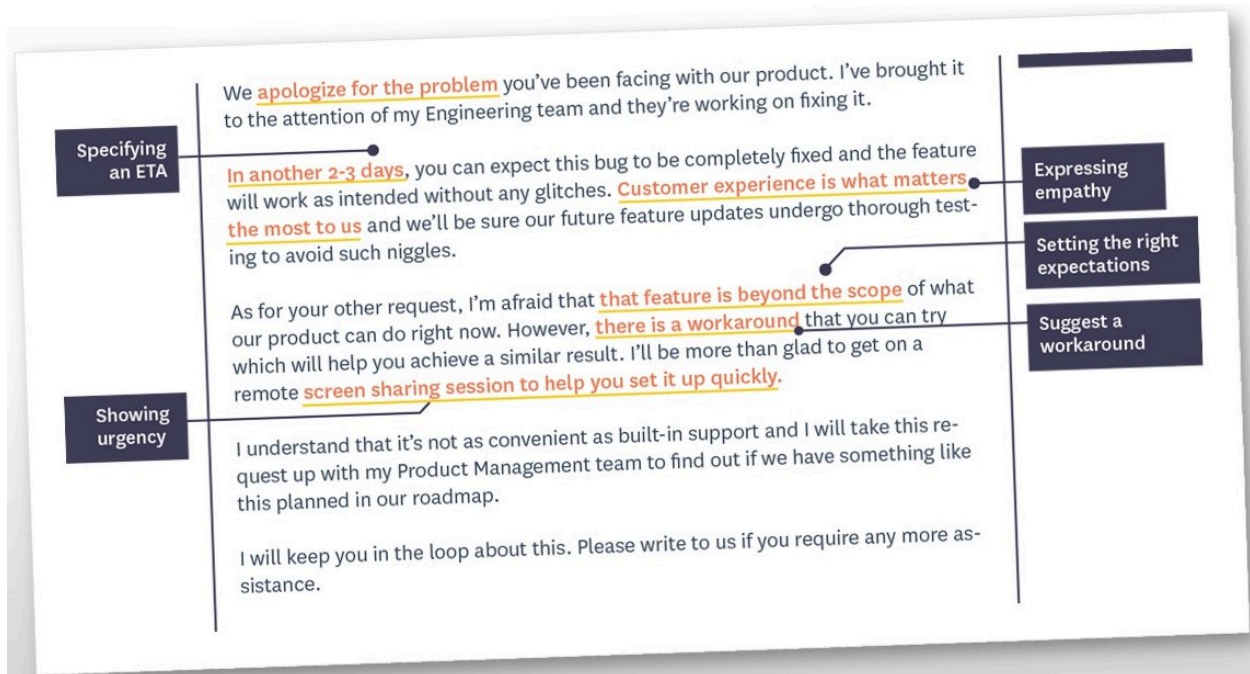 We apologize for the problem you've been facing with our product. I've brought it
to the attention of my Engineering team and they're working on fixing it.
Specifying
an ETA
In another 2-3 days, you can expect this bug to be completely fixed and the feature
will work as intended without any glitches. Customer experience is what matters
the most to us and we'll be sure our future feature updates undergo thorough test-
ing to avoid such niggles.
Expressing
empathy
Setting the right
expectations
As for your other request, I'm afraid that that feature is beyond the scope of what
our product can do right now. However, there is a workaround that you can try
which will help you achieve a similar result. I'll be more than glad to get on a
remote screen sharing session to help you set it up quickly.
Suggest a
workaround
Showing
urgency
I understand that it's not as convenient as built-in support and I will take this re-
quest up with my Product Management team to find out if we have something like
this planned in our roadmap.
I will keep you in the loop about this. Please write to us if you require any more as-
sistance.